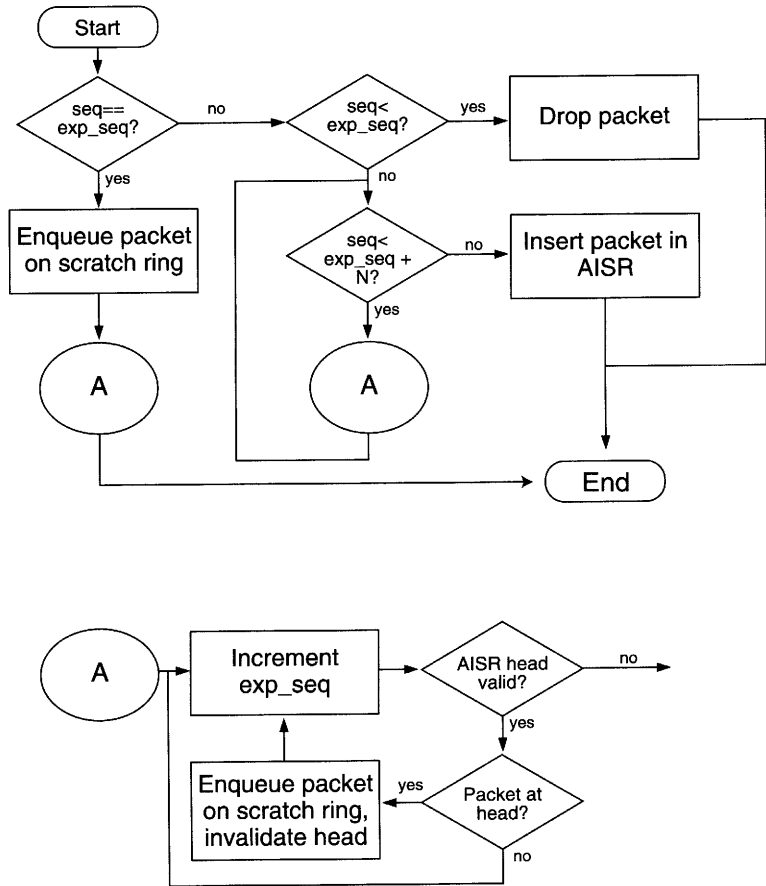 Start
seq==
exp_seq?
no
seq<
exp_seq?
yes
Drop packet
yes
no
Enqueue packet
on scratch ring
seq<
exp_seq +
N?
no
Insert packet in
AISR
yes
A
A
End
A
Increment
exp_seq
AISR head
valid?
no
yes
Enqueue packet
on scratch ring,
invalidate head
yes
Packet at
head?
no